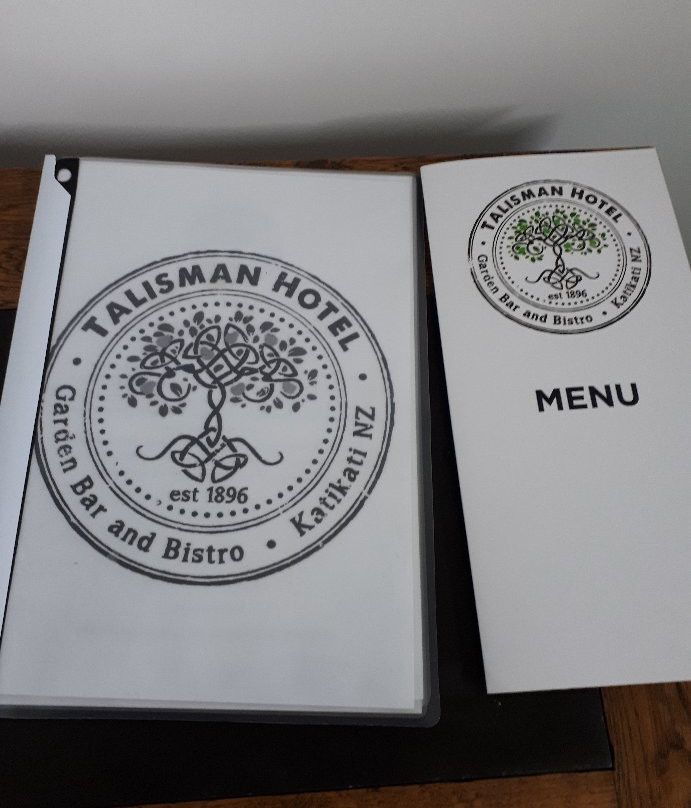 TALISMAN HOTEL
est 1896
Garden Bar and Bistro • Katikati NZ
TALISMAN HOTEL
est 1896
Garden Bar and Bistro • Katikati NZ
MENU